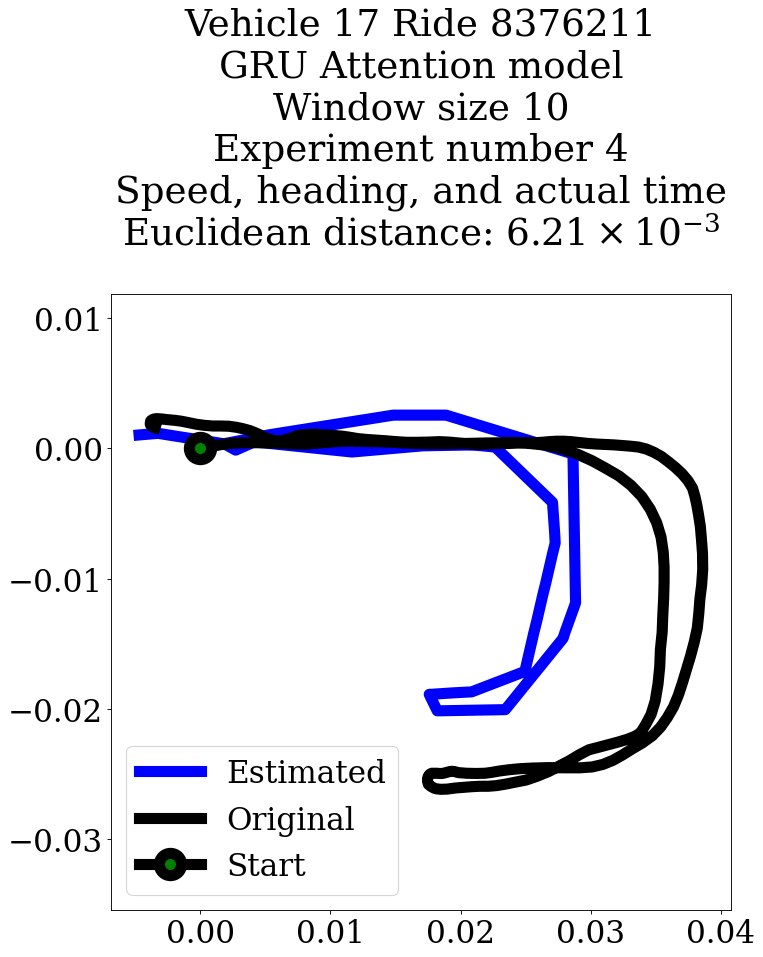 Vehicle 17 Ride 8376211
GRU Attention model
Window size 10
Experiment number 4
Speed, heading, and actual time
Euclidean distance: 6.21 × 10⁻³
0.01
0.00
−0.01
−0.02
−0.03
Estimated
Original
Start
0.00 0.01 0.02 0.03 0.04